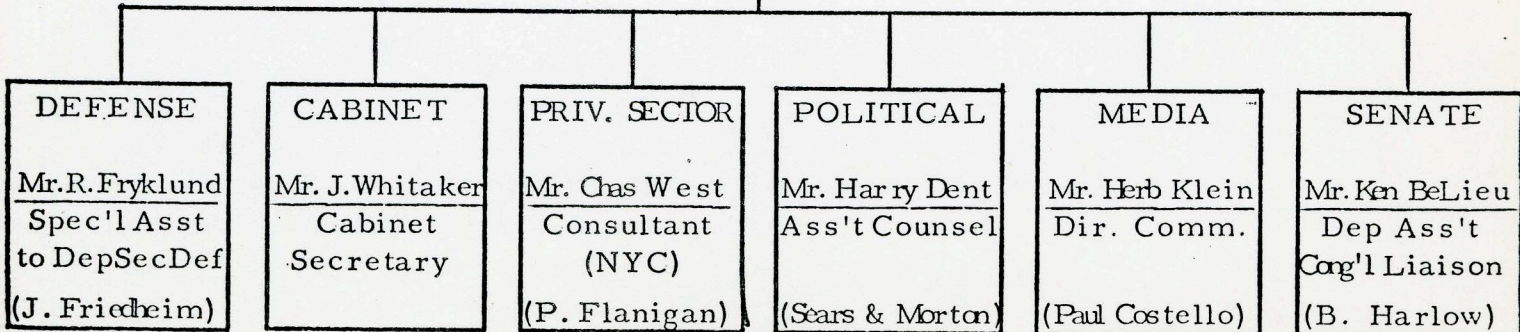 DEFENSE
Mr.R.Fryklund
Spec'l Asst
to DepSecDef
(J. Friedheim)
CABINET
Mr. J.Whitaker
Cabinet
Secretary
PRIV. SECTOR
Mr. Chas West
Consultant
(NYC)
(P. Flanigan)
POLITICAL
Mr. Harry Dent
Ass't Counsel
(Sears & Morton)
MEDIA
Mr. Herb Klein
Dir. Comm.
(Paul Costello)
SENATE
Mr. Ken BeLieu
Dep Ass't
Cong'l Liaison
(B. Harlow)